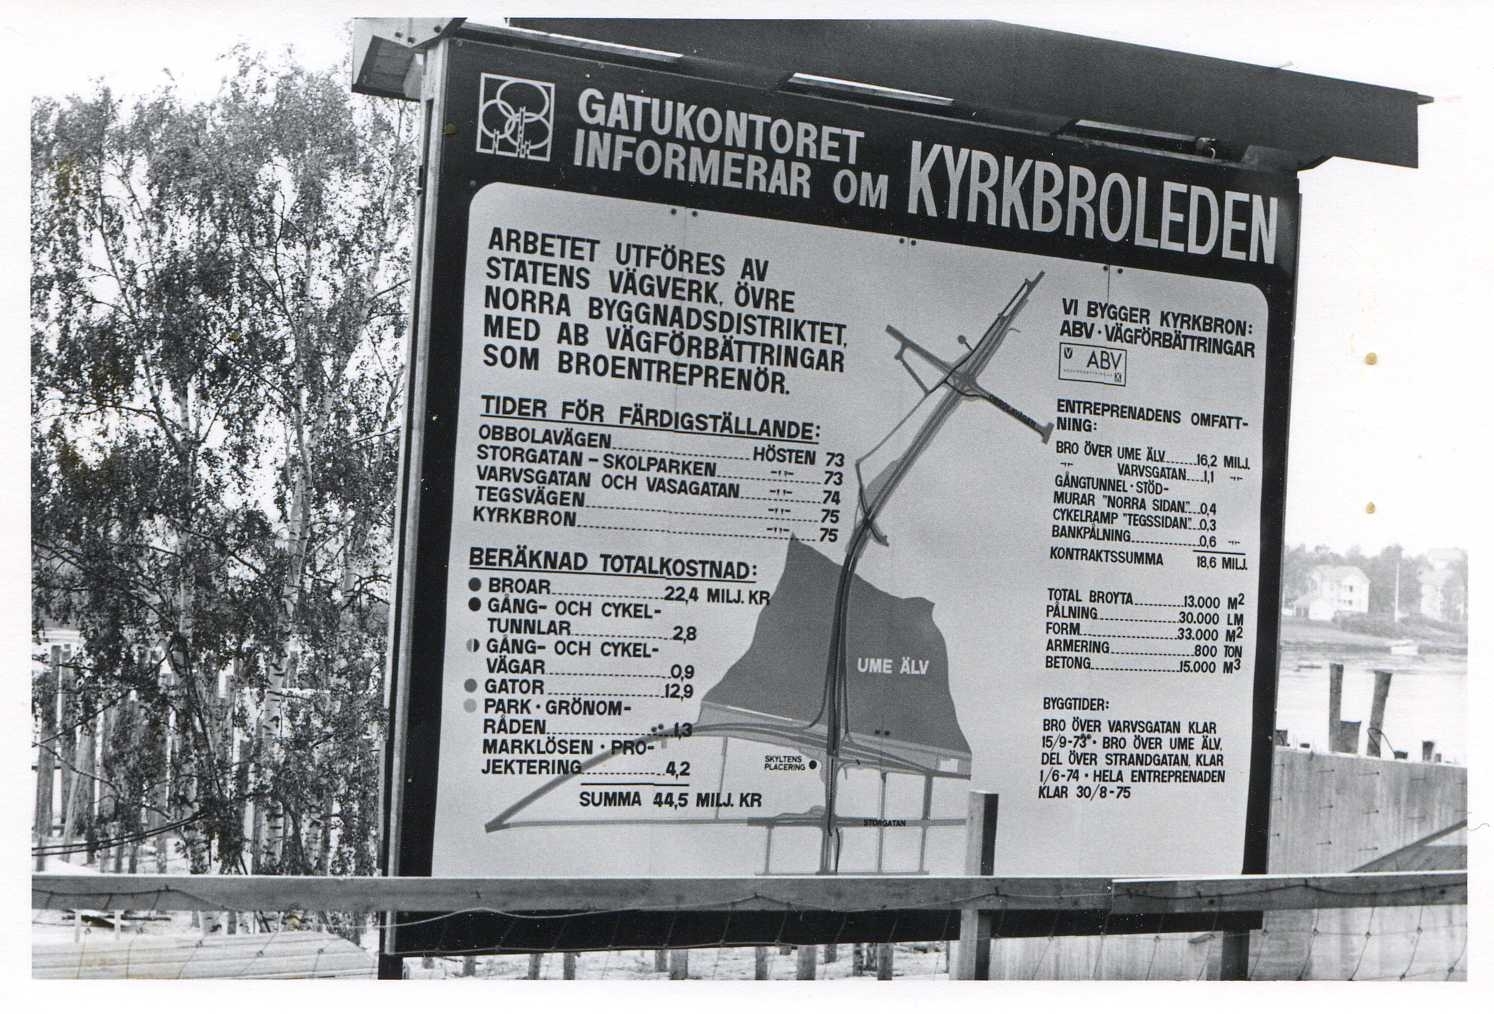 GATUKONTORET
INFORMERAR OM KYRKBROLEDEN
ARBETET UTFÖRES AV
STATENS VÄGVERK, ÖVRE
NORRA BYGGNADSDISTRIKTET,
MED AB VÄGFÖRBÄTTRINGAR
SOM BROENTREPRENÖR.
TIDER FÖR FÄRDIGSTÄLLANDE:
OBBOLAVÄGEN HÖSTEN 73
STORGATAN - SKOLPARKEN -"- 73
VARVSGATAN OCH VASAGATAN -"- 74
TEGSVÄGEN -"- 75
KYRKBRON -"- 75
BERÄKNAD TOTALKOSTNAD:
BROAR 22,4 MILJ. KR
GÅNG- OCH CYKEL-
TUNNLAR 2,8
GÅNG- OCH CYKEL-
VÄGAR 0,9
GATOR 12,9
PARK · GRÖNOM-
RÅDEN 1,3
MARKLÖSEN · PRO-
JEKTERING 4,2
SUMMA 44,5 MILJ. KR
UME ÄLV
SKYLTENS
PLACERING
STORGATAN
VI BYGGER KYRKBRON:
ABV · VÄGFÖRBÄTTRINGAR
ABV
ENTREPRENADENS OMFATT-
NING:
BRO ÖVER UME ÄLV 16,2 MILJ.
-"- VARVSGATAN 1,1 -"-
GÅNGTUNNEL · STÖD-
MURAR "NORRA SIDAN" 0,4
CYKELRAMP "TEGSSIDAN" 0,3
BANKPÅLNING 0,6 -"-
KONTRAKTSSUMMA 18,6 MILJ.
TOTAL BROYTA 13.000 M²
PÅLNING 30.000 LM
FORM 33.000 M²
ARMERING 800 TON
BETONG 15.000 M³
BYGGTIDER:
BRO ÖVER VARVSGATAN KLAR
15/9-73 · BRO ÖVER UME ÄLV,
DEL ÖVER STRANDGATAN, KLAR
1/6-74 · HELA ENTREPRENADEN
KLAR 30/8-75